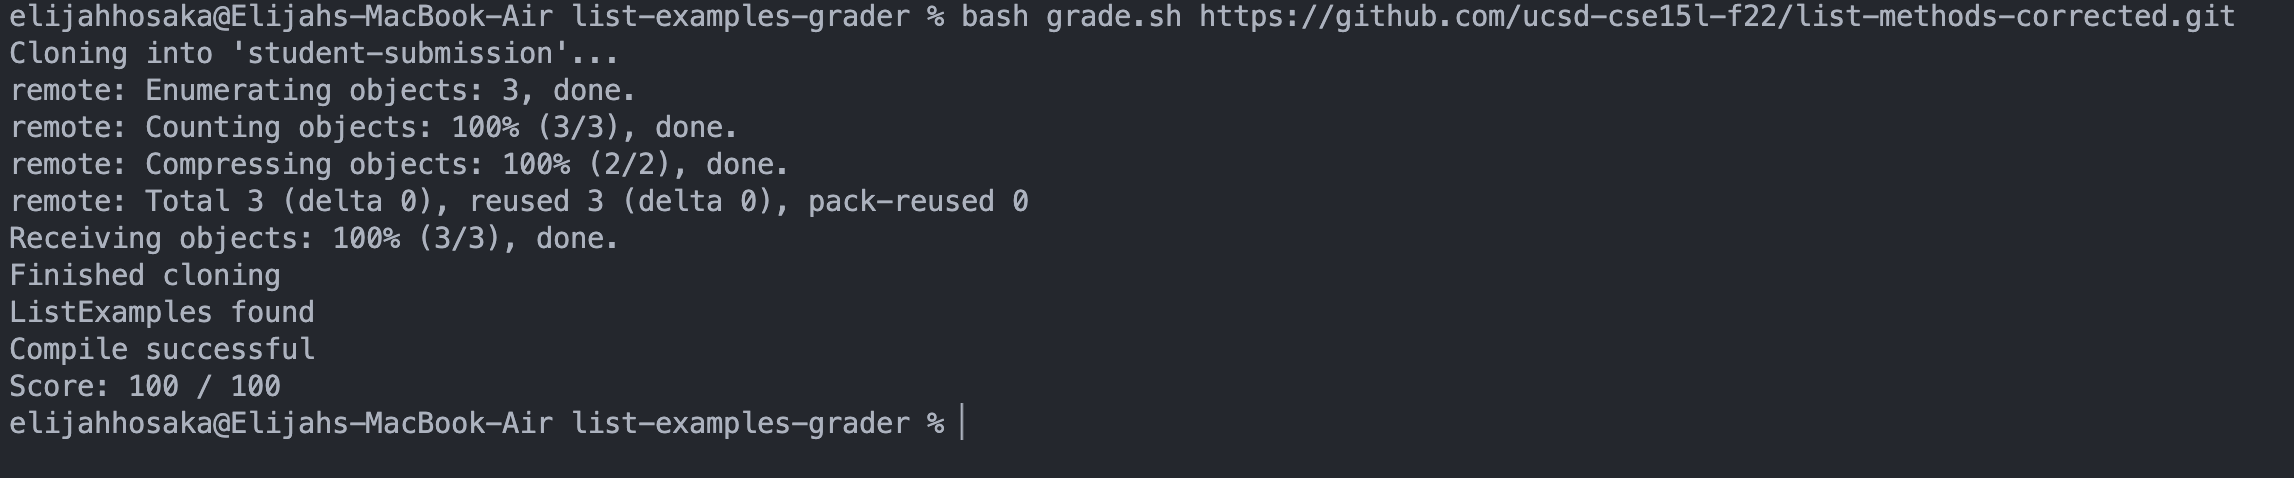 elijahhosaka@Elijahs-MacBook-Air list-examples-grader % bash grade.sh https://github.com/ucsd-cse15l-f22/list-methods-corrected.git
Cloning into 'student-submission'...
remote: Enumerating objects: 3, done.
remote: Counting objects: 100% (3/3), done.
remote: Compressing objects: 100% (2/2), done.
remote: Total 3 (delta 0), reused 3 (delta 0), pack-reused 0
Receiving objects: 100% (3/3), done.
Finished cloning
ListExamples found
Compile successful
Score: 100 / 100
elijahhosaka@Elijahs-MacBook-Air list-examples-grader %